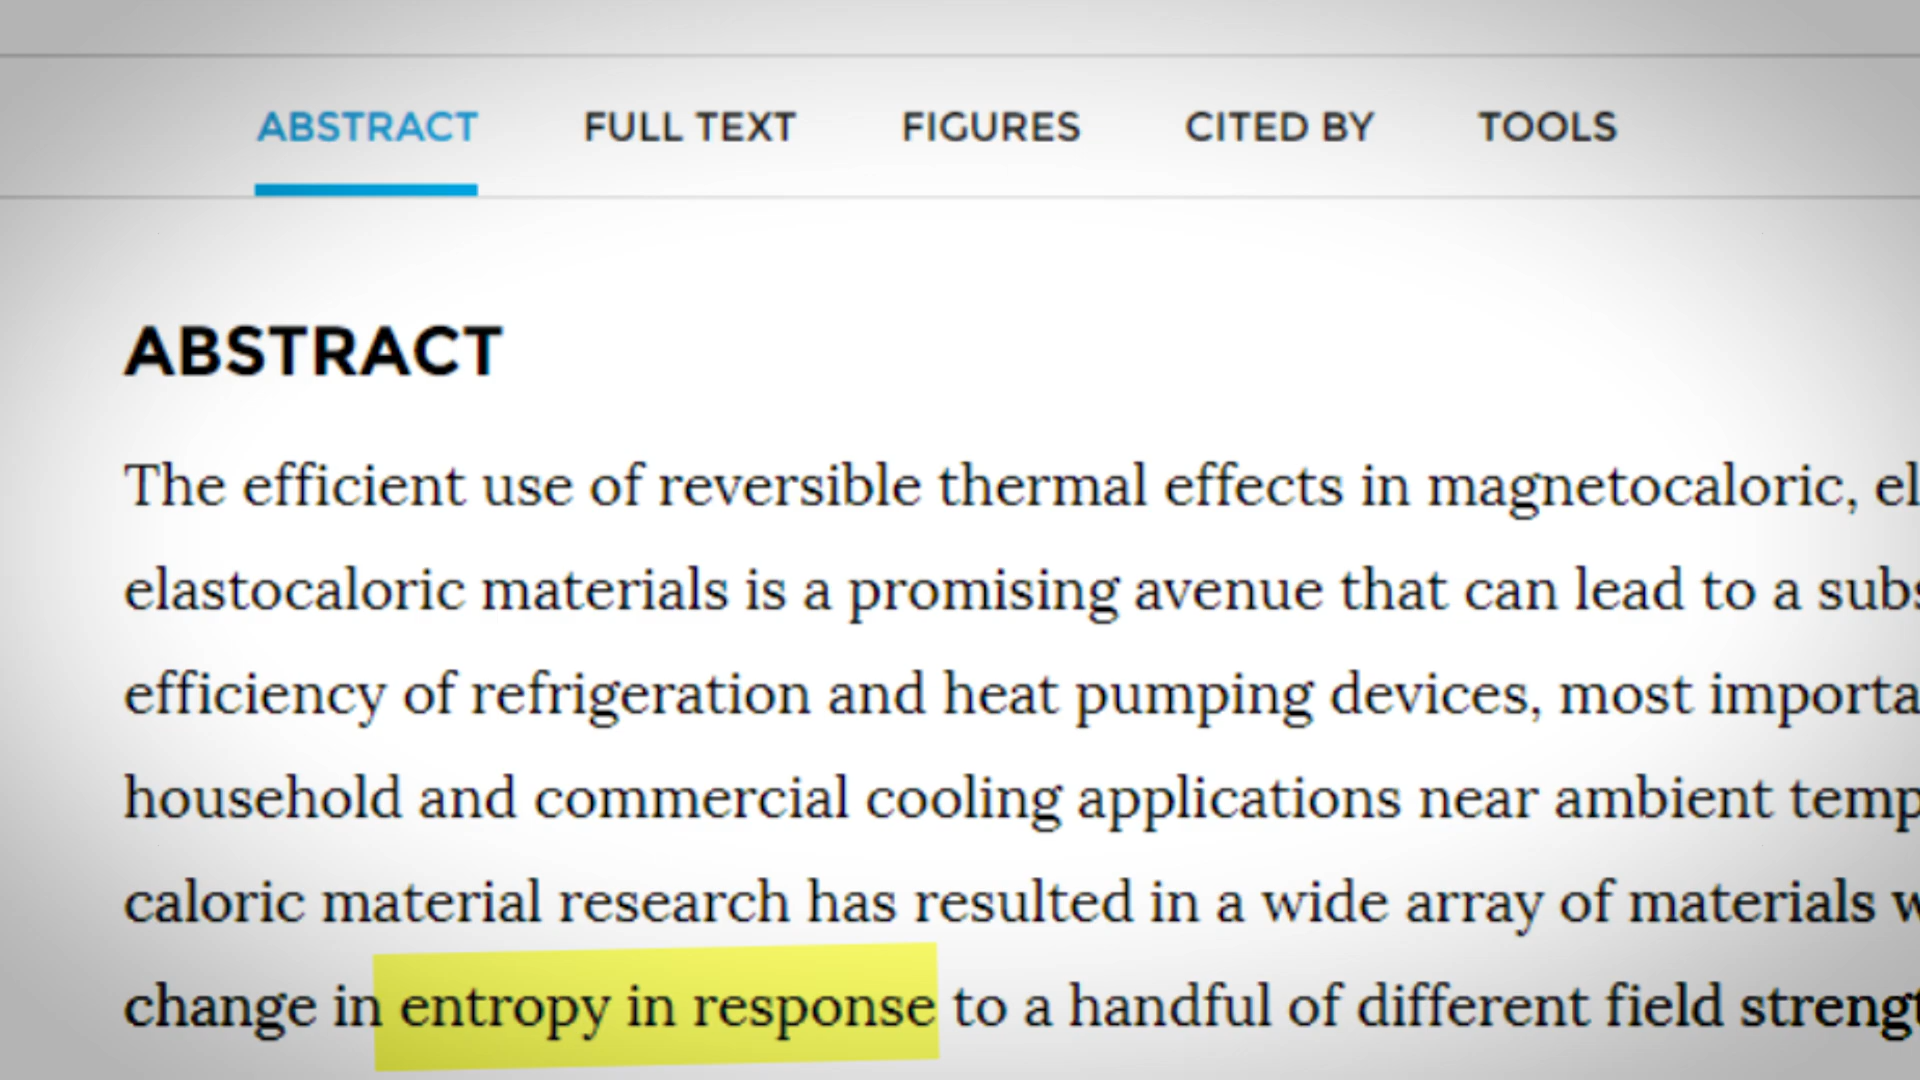 ABSTRACT FULL TEXT FIGURES CITED BY TOOLS
ABSTRACT
The efficient use of reversible thermal effects in magnetocaloric,
elastocaloric materials is a promising avenue that can lead to a
efficiency of refrigeration and heat pumping devices, most
household and commercial cooling applications near ambient
caloric material research has resulted in a wide array of materials
change in entropy in response to a handful of different field